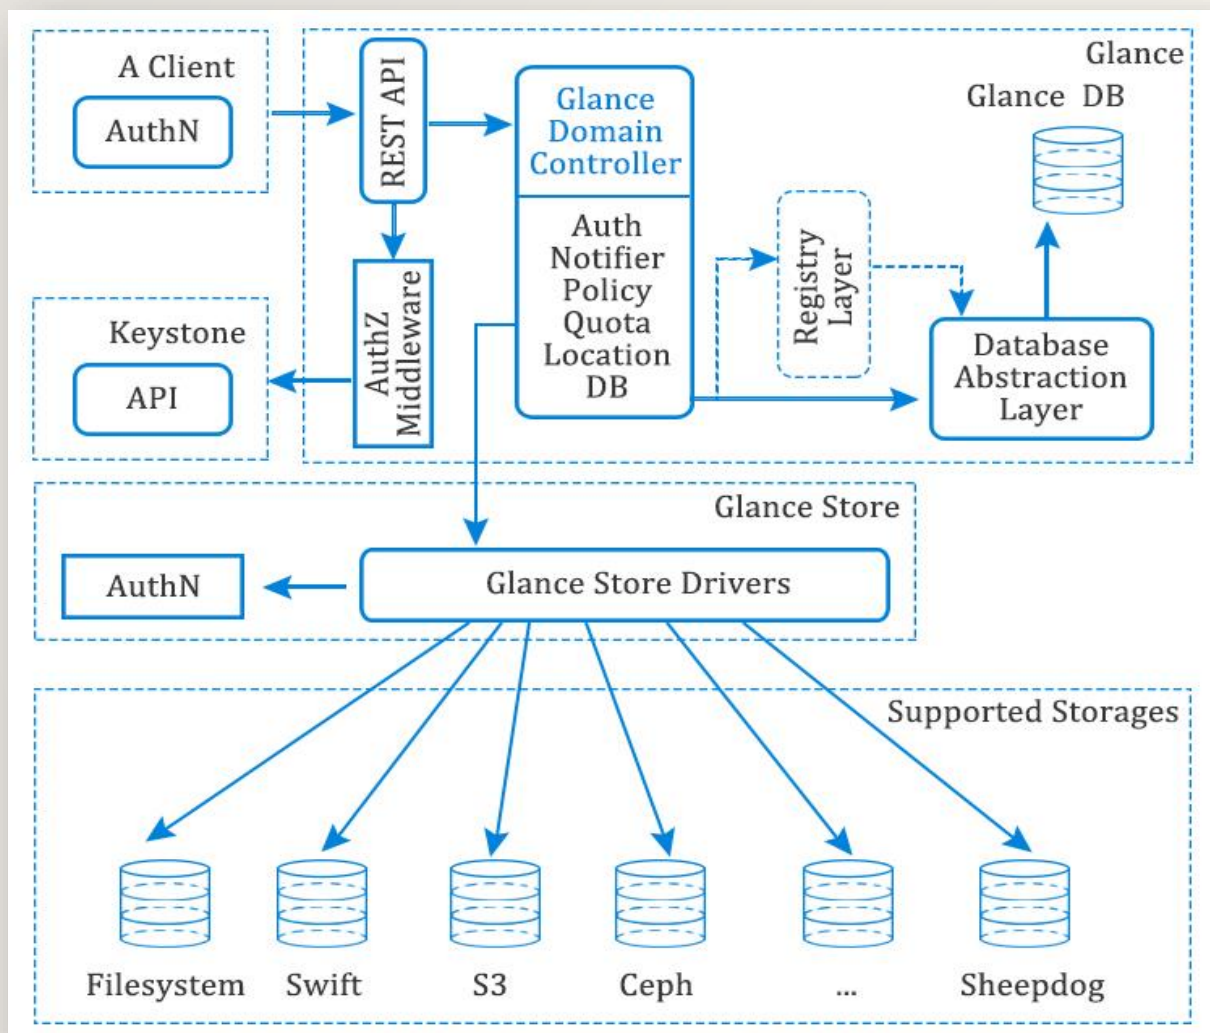 A Client
AuthN
REST API
Glance
Domain
Controller
Auth
Notifier
Policy
Quota
Location
DB
Glance
Glance DB
Registry
Layer
Database
Abstraction
Layer
Keystone
API
AuthZ
Middleware
Glance Store
AuthN
Glance Store Drivers
Supported Storages
Filesystem
Swift
S3
Ceph
...
Sheepdog